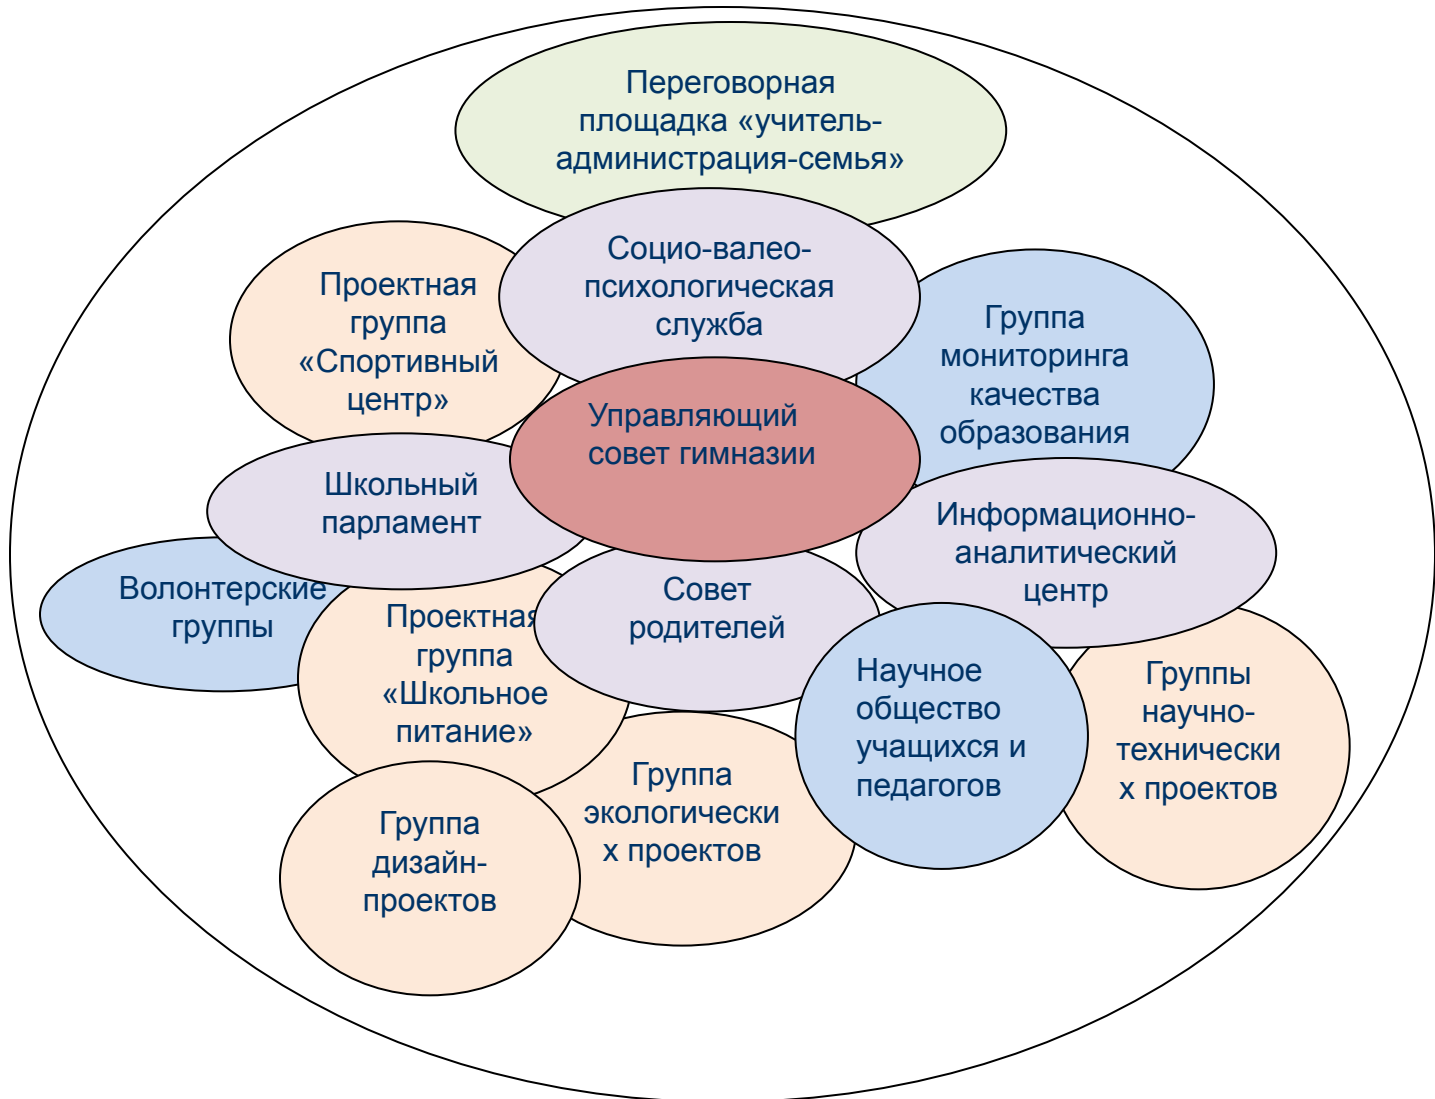 Переговорная
площадка «учитель-
администрация-семья»
Социо-валео-
психологическая
служба
Проектная
группа
«Спортивный
центр»
Группа
мониторинга
качества
образования
Управляющий
совет гимназии
Школьный
парламент
Информационно-
аналитический
центр
Волонтерские
группы
Проектная
группа
«Школьное
питание»
Совет
родителей
Научное
общество
учащихся и
педагогов
Группы
научно-
технически
х проектов
Группа
экологически
х проектов
Группа
дизайн-
проектов